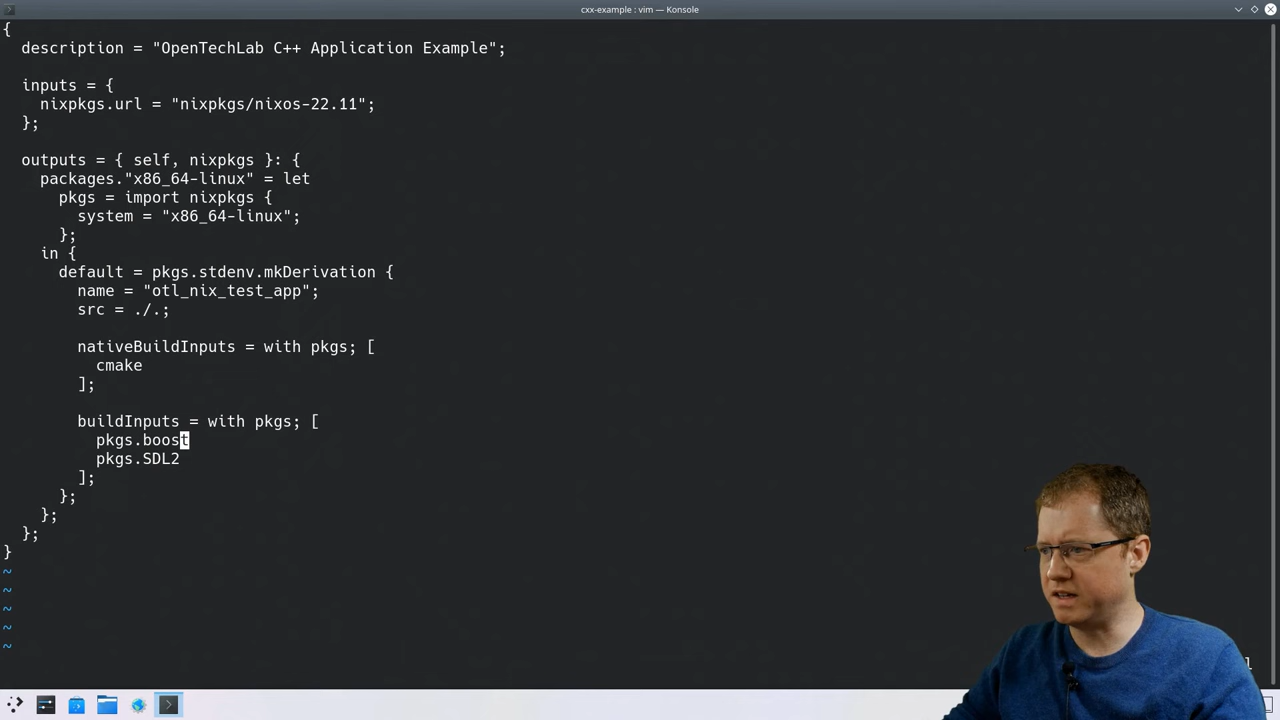 cxx-example : vim — Konsole
{
  description = "OpenTechLab C++ Application Example";
  inputs = {
    nixpkgs.url = "nixpkgs/nixos-22.11";
  };
  outputs = { self, nixpkgs }: {
    packages."x86_64-linux" = let
      pkgs = import nixpkgs {
        system = "x86_64-linux";
      };
    in {
      default = pkgs.stdenv.mkDerivation {
        name = "otl_nix_test_app";
        src = ./.;
        nativeBuildInputs = with pkgs; [
          cmake
        ];
        buildInputs = with pkgs; [
          pkgs.boost
          pkgs.SDL2
        ];
      };
    };
  };
}
~
~
~
~
~